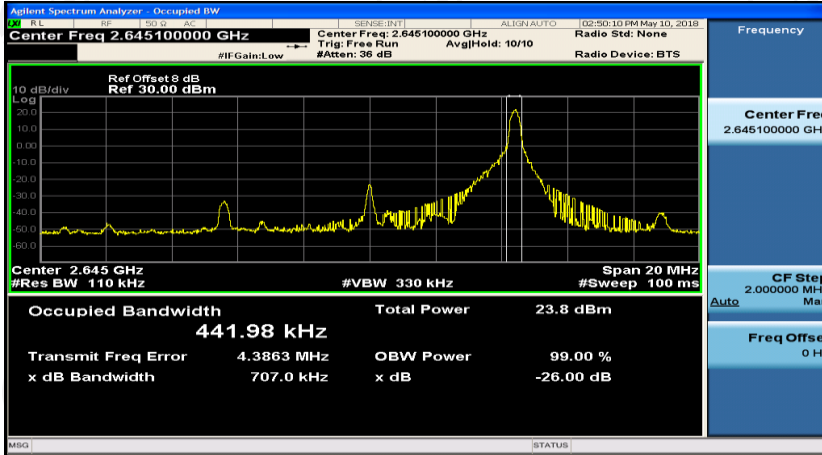 Agilent Spectrum Analyzer - Occupied BW
LXI RL RF 50 Ω AC SENSE:INT ALIGN AUTO 02:50:10 PM May 10, 2018
Center Freq 2.645100000 GHz
Center Freq: 2.645100000 GHz
Radio Std: None
Trig: Free Run Avg|Hold: 10/10
#IFGain:Low #Atten: 36 dB Radio Device: BTS
Ref Offset 8 dB
10 dB/div Ref 30.00 dBm
Log
20.0
10.0
0.00
-10.0
-20.0
-30.0
-40.0
-50.0
-60.0
Center 2.645 GHz Span 20 MHz
#Res BW 110 kHz #VBW 330 kHz #Sweep 100 ms
Occupied Bandwidth Total Power 23.8 dBm
441.98 kHz
Transmit Freq Error 4.3863 MHz OBW Power 99.00 %
x dB Bandwidth 707.0 kHz x dB -26.00 dB
MSG STATUS
Frequency
Center Fre
2.645100000 GH
CF Step
2.000000 MH
Auto Ma
Freq Offse
0 H